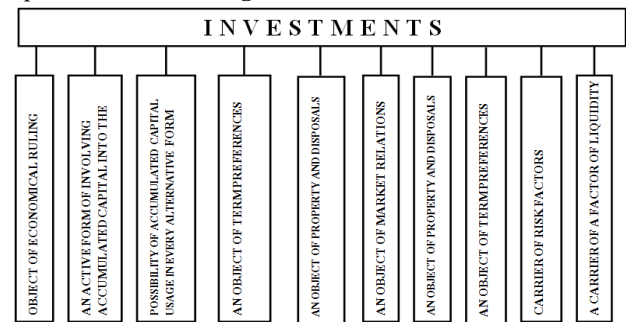 INVESTMENTS
OBJECT OF ECONOMICAL RULING
AN ACTIVE FORM OF INVOLVING
ACCUMULATED CAPITAL INTO THE
POSSIBILITY OF ACCUMULATED CAPITAL
USAGE IN EVERY ALTERNATIVE FORM
AN OBJECT OF TERM PREFERENCES
AN OBJECT OF PROPERTY AND DISPOSALS
AN OBJECT OF MARKET RELATIONS
AN OBJECT OF PROPERTY AND DISPOSALS
AN OBJECT OF TERM PREFERENCES
CARRIER OF RISK FACTORS
A CARRIER OF A FACTOR OF LIQUIDITY